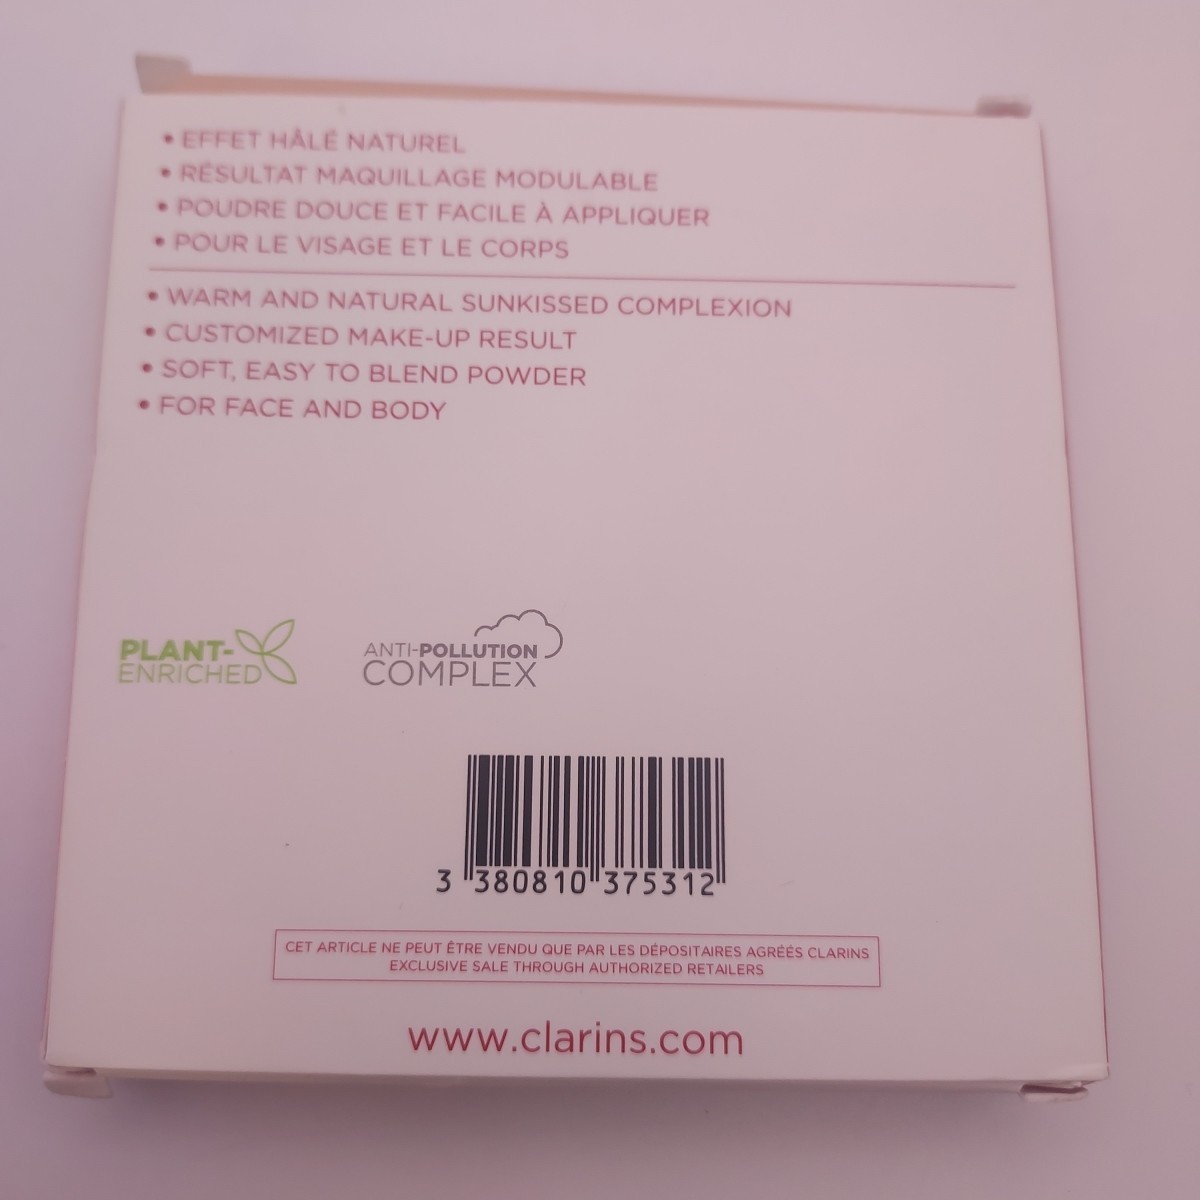 • EFFET HÂLÉ NATUREL
• RÉSULTAT MAQUILLAGE MODULABLE
• POUDRE DOUCE ET FACILE À APPLIQUER
• POUR LE VISAGE ET LE CORPS
• WARM AND NATURAL SUNKISSED COMPLEXION
• CUSTOMIZED MAKE-UP RESULT
• SOFT, EASY TO BLEND POWDER
• FOR FACE AND BODY
PLANT-
ENRICHED
ANTI-POLLUTION
COMPLEX
3 380810 375312
CET ARTICLE NE PEUT ÊTRE VENDU QUE PAR LES DÉPOSITAIRES AGRÉÉS CLARINS
EXCLUSIVE SALE THROUGH AUTHORIZED RETAILERS
www.clarins.com